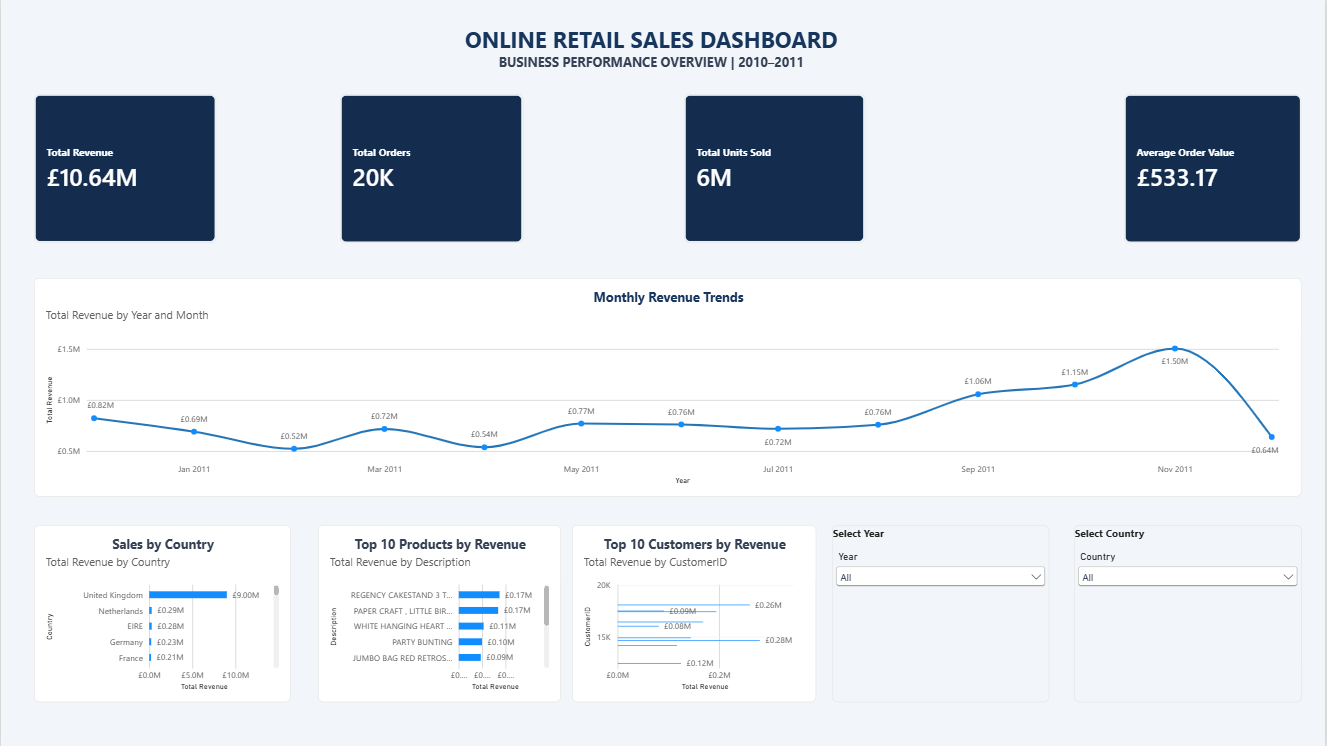 ONLINE RETAIL SALES DASHBOARD
BUSINESS PERFORMANCE OVERVIEW | 2010–2011
Total Revenue
£10.64M
Total Orders
20K
Total Units Sold
6M
Average Order Value
£533.17
Monthly Revenue Trends
Total Revenue by Year and Month
Total Revenue
£1.5M
£1.0M
£0.5M
£0.82M
£0.69M
£0.52M
£0.72M
£0.54M
£0.77M
£0.76M
£0.72M
£0.76M
£1.06M
£1.15M
£1.50M
£0.64M
Jan 2011
Mar 2011
May 2011
Jul 2011
Sep 2011
Nov 2011
Year
Sales by Country
Total Revenue by Country
Country
United Kingdom £9.00M
Netherlands £0.29M
EIRE £0.28M
Germany £0.23M
France £0.21M
£0.0M £5.0M £10.0M
Total Revenue
Top 10 Products by Revenue
Total Revenue by Description
Description
REGENCY CAKESTAND 3 T... £0.17M
PAPER CRAFT , LITTLE BIR... £0.17M
WHITE HANGING HEART ... £0.11M
PARTY BUNTING £0.10M
JUMBO BAG RED RETROS... £0.09M
£0.... £0.... £0....
Total Revenue
Top 10 Customers by Revenue
Total Revenue by CustomerID
CustomerID
20K
15K
£0.26M
£0.09M
£0.08M
£0.28M
£0.12M
£0.0M £0.2M
Total Revenue
Select Year
Year
All
Select Country
Country
All